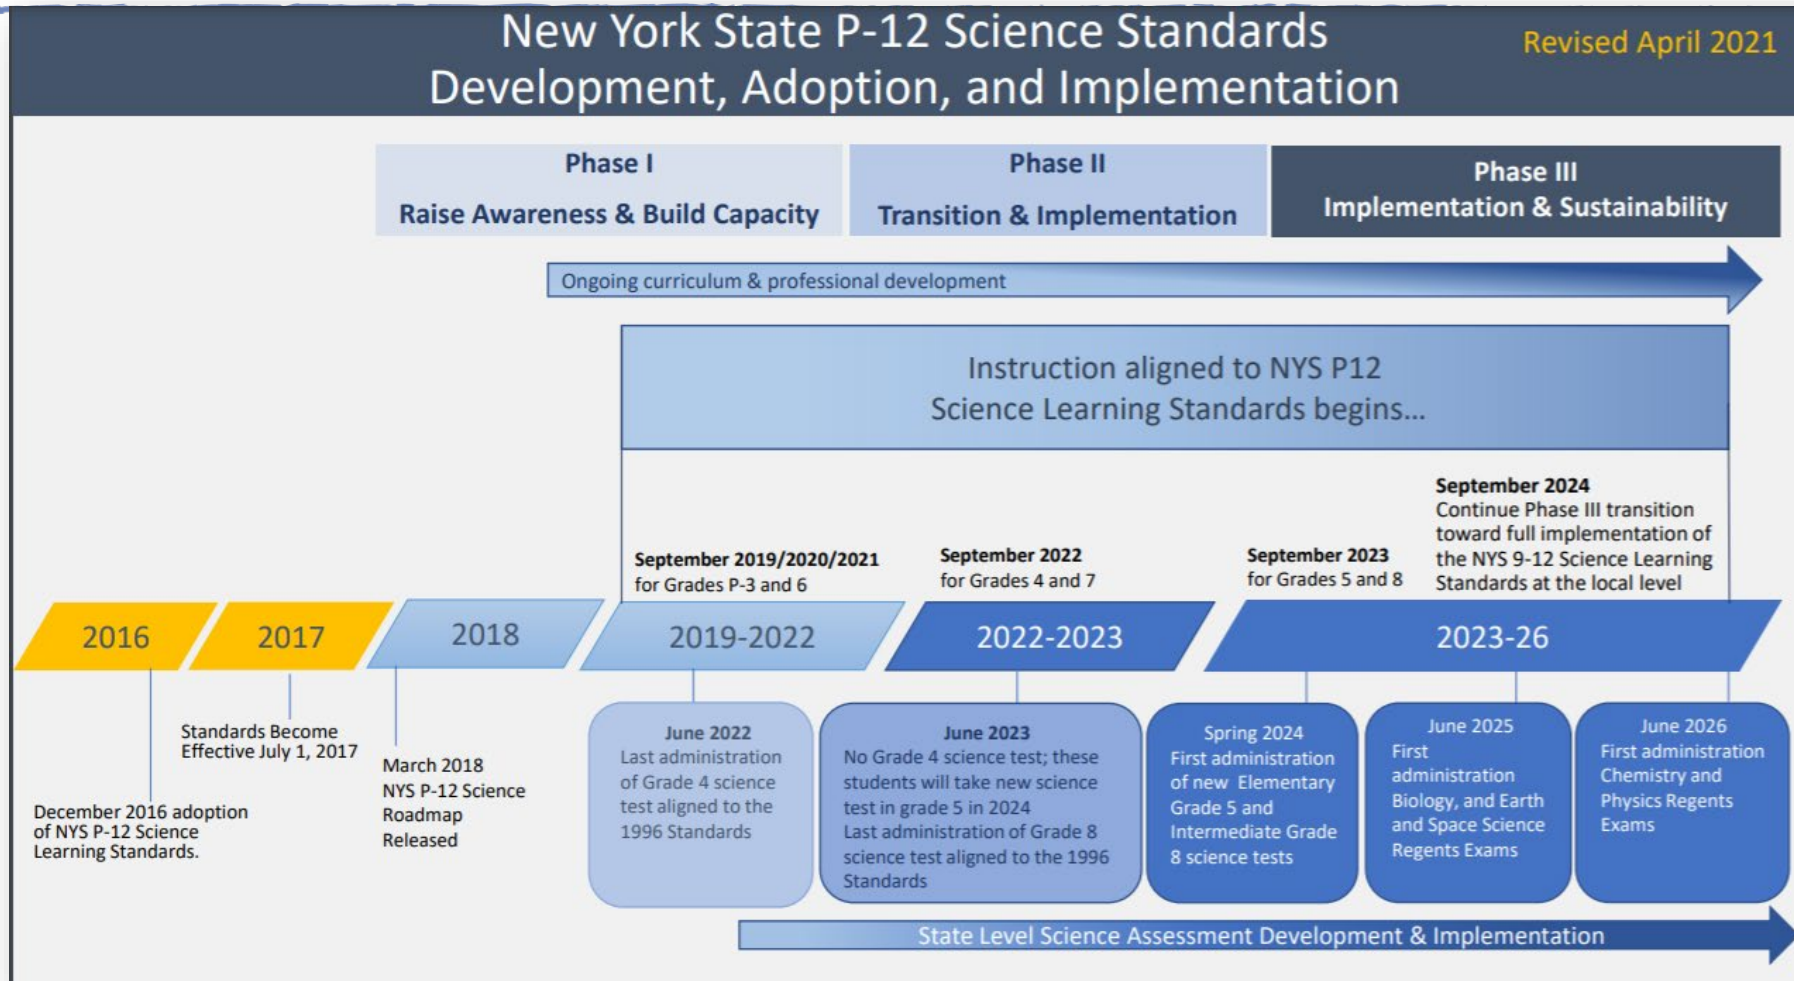 New York State P-12 Science Standards
Development, Adoption, and Implementation
Revised April 2021
Phase I
Raise Awareness & Build Capacity
Phase II
Transition & Implementation
Phase III
Implementation & Sustainability
Ongoing curriculum & professional development
Instruction aligned to NYS P12
Science Learning Standards begins...
September 2019/2020/2021
for Grades P-3 and 6
September 2022
for Grades 4 and 7
September 2023
for Grades 5 and 8
September 2024
Continue Phase III transition
toward full implementation of
the NYS 9-12 Science Learning
Standards at the local level
2016
2017
2018
2019-2022
2022-2023
2023-26
December 2016 adoption
of NYS P-12 Science
Learning Standards.
Standards Become
Effective July 1, 2017
March 2018
NYS P-12 Science
Roadmap
Released
June 2022
Last administration
of Grade 4 science
test aligned to the
1996 Standards
June 2023
No Grade 4 science test; these
students will take new science
test in grade 5 in 2024
Last administration of Grade 8
science test aligned to the 1996
Standards
Spring 2024
First administration
of new Elementary
Grade 5 and
Intermediate Grade
8 science tests
June 2025
First
administration
Biology, and Earth
and Space Science
Regents Exams
June 2026
First administration
Chemistry and
Physics Regents
Exams
State Level Science Assessment Development & Implementation